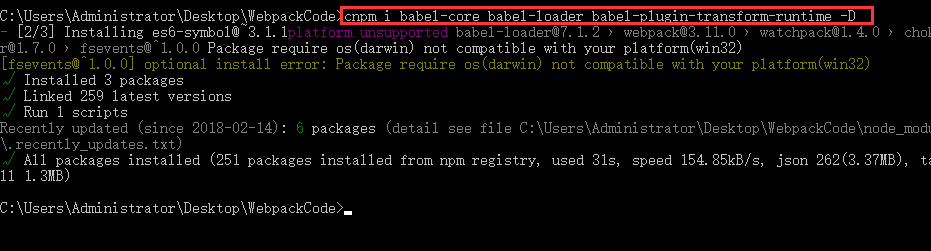 C:\Users\Administrator\Desktop\WebpackCode>cnpm i babel-core babel-loader babel-plugin-transform-runtime -D
- [2/3] Installing es6-symbol@~3.1.1platform unsupported babel-loader@7.1.2 › webpack@3.11.0 › watchpack@1.4.0 › chok
r@1.7.0 › fsevents@^1.0.0 Package require os(darwin) not compatible with your platform(win32)
[fsevents@^1.0.0] optional install error: Package require os(darwin) not compatible with your platform(win32)
√ Installed 3 packages
√ Linked 259 latest versions
√ Run 1 scripts
Recently updated (since 2018-02-14): 6 packages (detail see file C:\Users\Administrator\Desktop\WebpackCode\node_modu
\.recently_updates.txt)
√ All packages installed (251 packages installed from npm registry, used 31s, speed 154.85kB/s, json 262(3.37MB), ta
11 1.3MB)
C:\Users\Administrator\Desktop\WebpackCode>